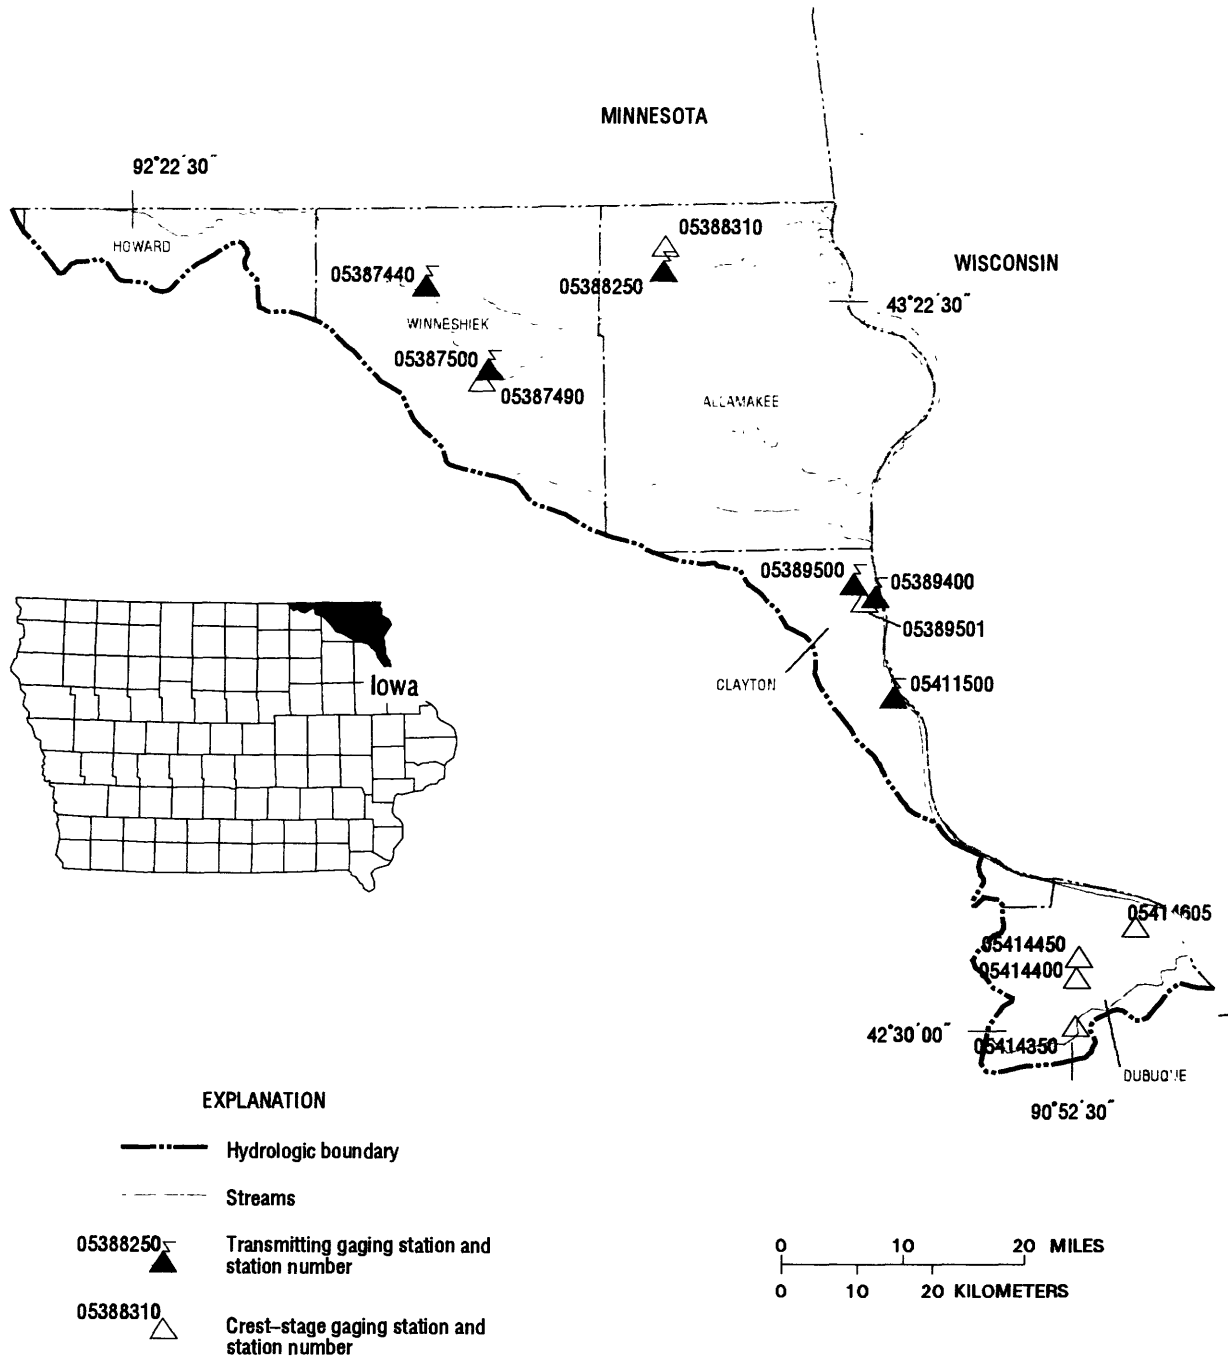 MINNESOTA
92°22´30˝
05388310
HOWARD
WISCONSIN
05387440
05388250
43°22´30˝
WINNESHIEK
05387500
05387490
ALLAMAKEE
05389500
05389400
05389501
CLAYTON
05411500
Iowa
05414605
05414450
05414400
42°30´00˝
05414350
DUBUQUE
90°52´30˝
EXPLANATION
Hydrologic boundary
Streams
05388250
Transmitting gaging station and
station number
05388310
Crest–stage gaging station and
station number
0 10 20 MILES
0 10 20 KILOMETERS